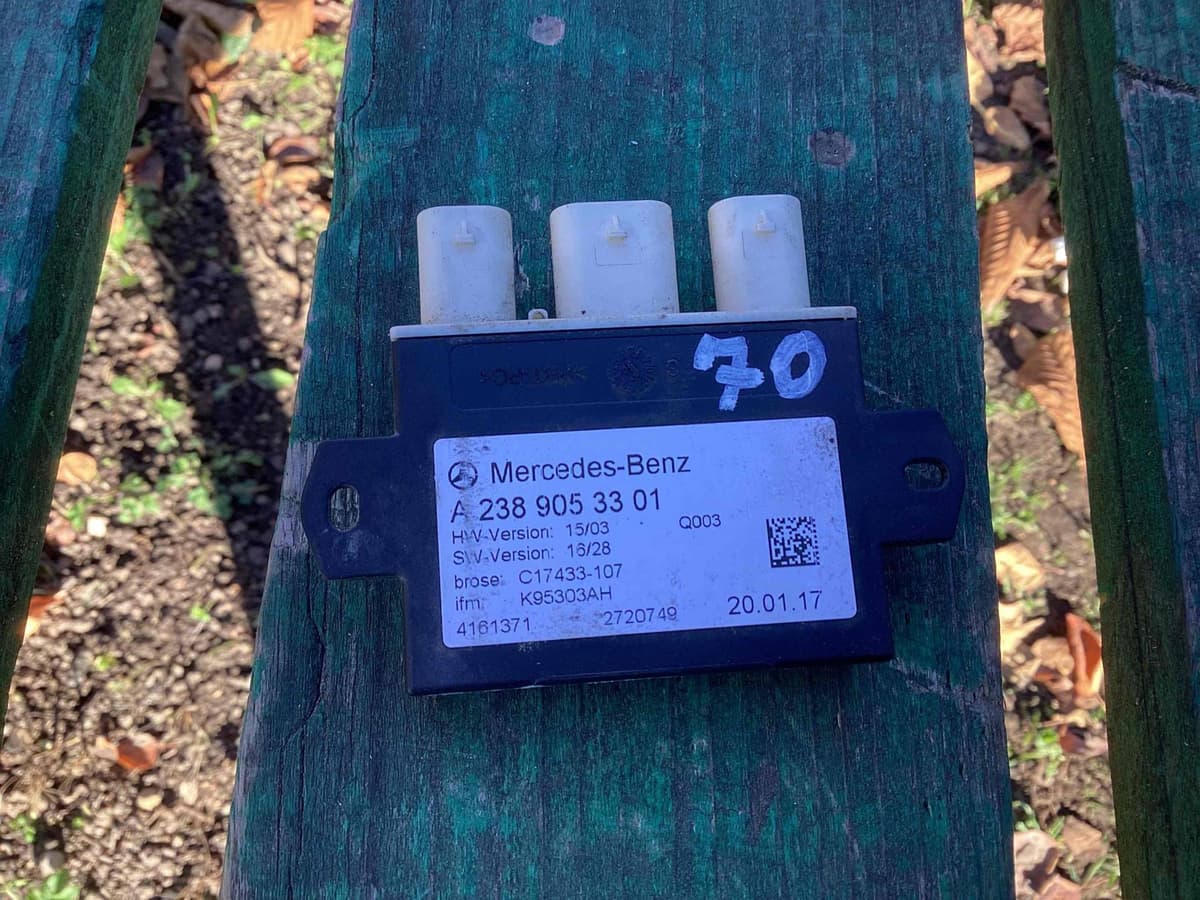 70
Mercedes-Benz
A 238 905 33 01
HW-Version: 15/03 Q003
SW-Version: 16/28
brose: C17433-107
ifm: K95303AH
4161371 2720749 20.01.17